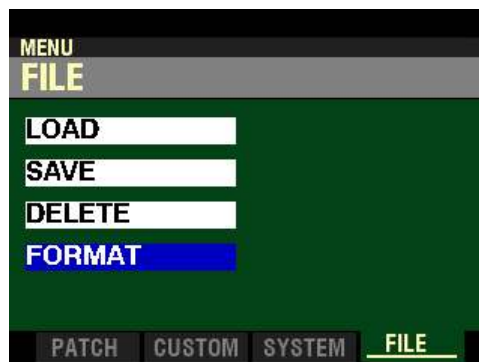 MENU
FILE
LOAD
SAVE
DELETE
FORMAT
PATCH CUSTOM SYSTEM FILE